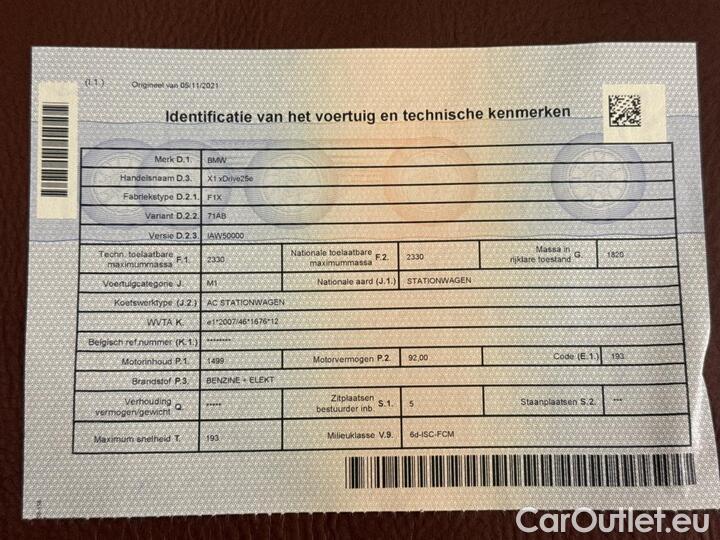 (I.1.) Origineel van 05/11/2021
Identificatie van het voertuig en technische kenmerken
Merk D.1. BMW
Handelsnaam D.3. X1 xDrive25e
Fabriekstype D.2.1. F1X
Variant D.2.2. 71AB
Versie D.2.3. IAW50000
Techn. toelaatbare maximummassa F.1. 2330 Nationale toelaatbare maximummassa F.2. 2330 Massa in rijklare toestand G. 1820
Voertuigcategorie J. M1 Nationale aard (J.1.) STATIONWAGEN
Koetswerktype (J.2.) AC STATIONWAGEN
WVTA K. e1*2007/46*1676*12
Belgisch ref.nummer (K.1.) ********
Motorinhoud P.1. 1499 Motorvermogen P.2. 92,00 Code (E.1.) 193
Brandstof P.3. BENZINE + ELEKT
Verhouding vermogen/gewicht Q. ***** Zitplaatsen bestuurder inb. S.1. 5 Staanplaatsen S.2. ***
Maximum snelheid T. 193 Milieuklasse V.9. 6d-ISC-FCM
CarOutlet.eu